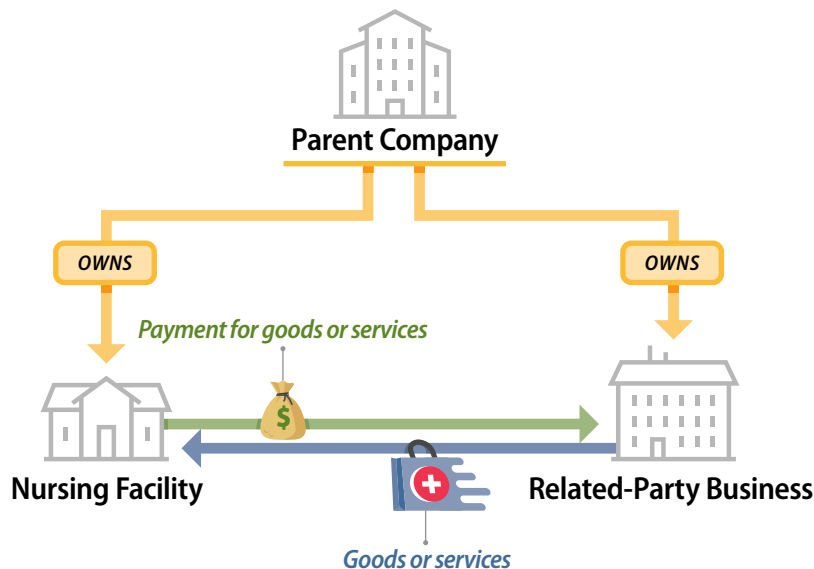 Parent Company
OWNS
OWNS
Payment for goods or services
$
Nursing Facility
Related-Party Business
Goods or services